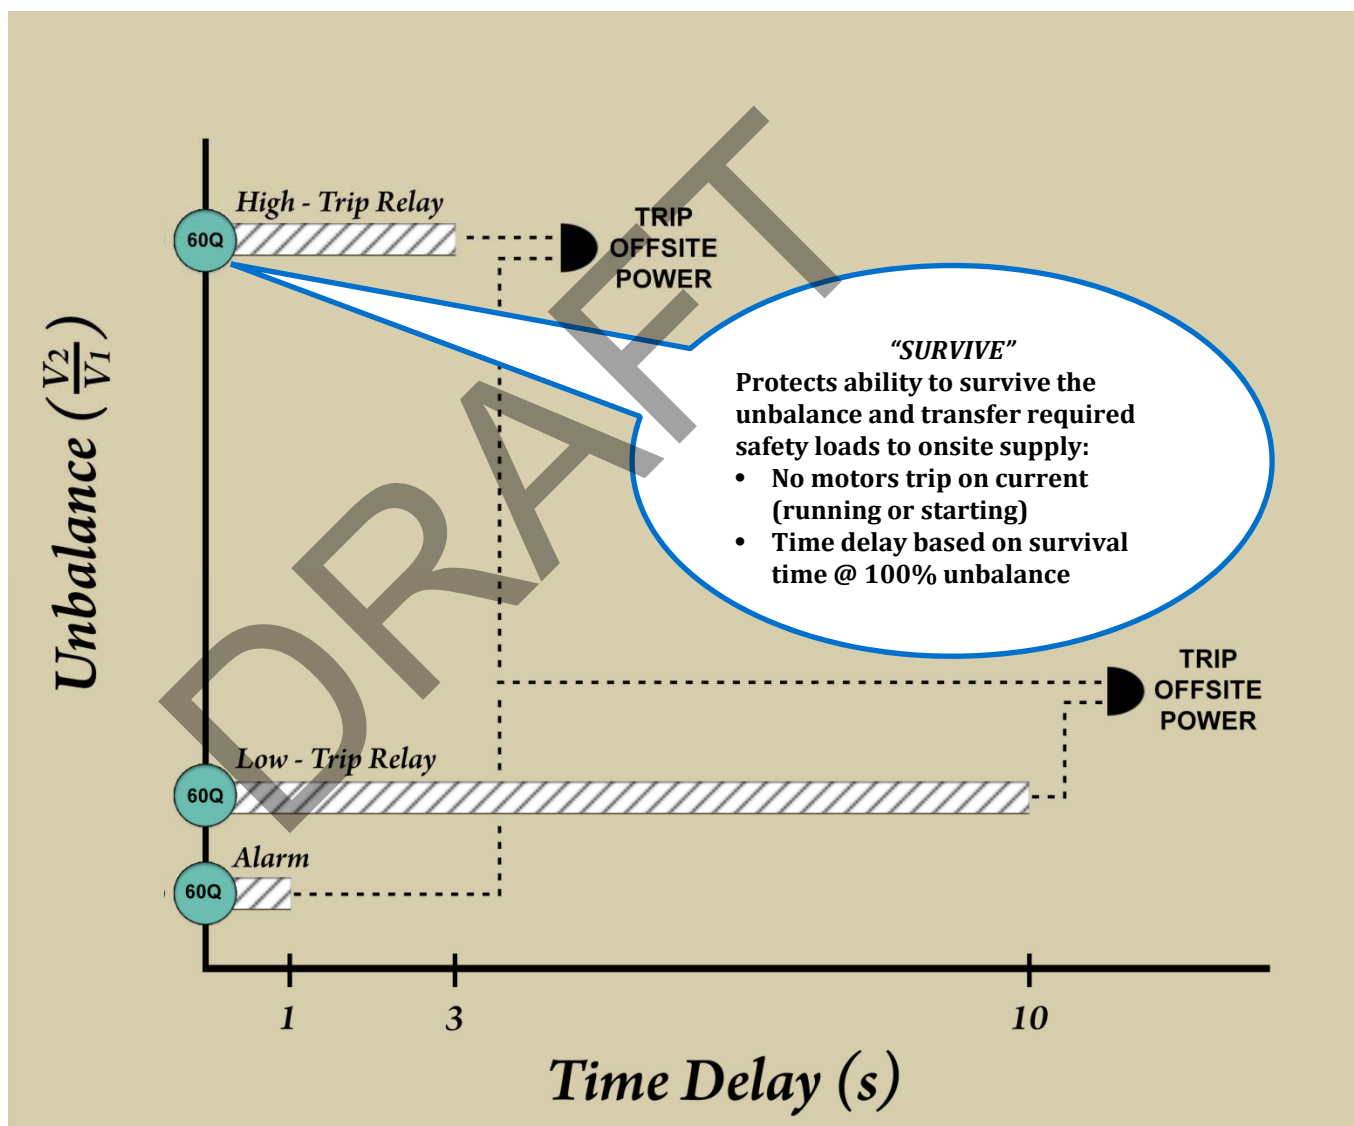 High - Trip Relay
60Q
TRIP
OFFSITE
POWER
“SURVIVE”
Protects ability to survive the
unbalance and transfer required
safety loads to onsite supply:
• No motors trip on current
(running or starting)
• Time delay based on survival
time @ 100% unbalance
Unbalance (V2/V1)
DRAFT
TRIP
OFFSITE
POWER
Low - Trip Relay
60Q
Alarm
60Q
1 3 10
Time Delay (s)